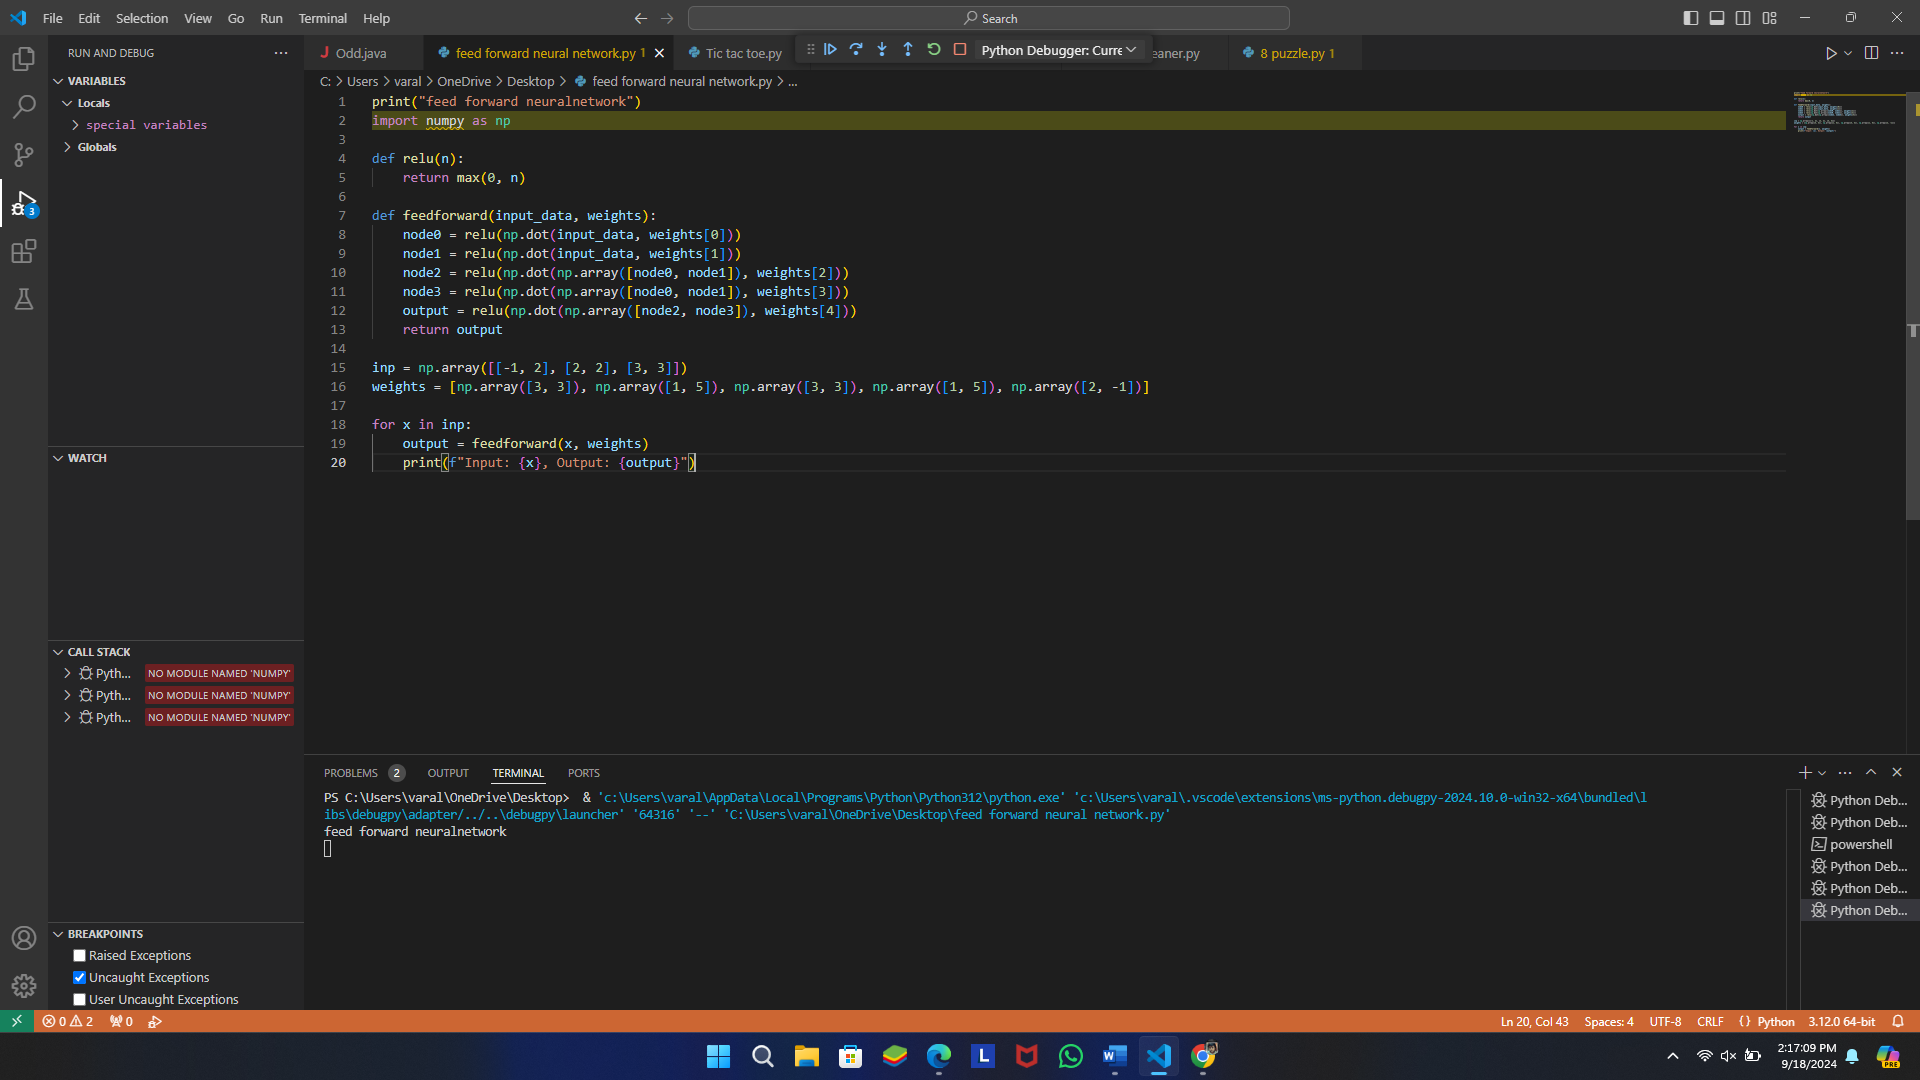 File Edit Selection View Go Run Terminal Help
Search
RUN AND DEBUG
Odd.java
feed forward neural network.py 1
Tic tac toe.py
Python Debugger: Curre
eaner.py
8 puzzle.py 1
C: > Users > varal > OneDrive > Desktop > feed forward neural network.py > ...
VARIABLES
Locals
special variables
Globals
WATCH
CALL STACK
Pyth... NO MODULE NAMED 'NUMPY'
Pyth... NO MODULE NAMED 'NUMPY'
Pyth... NO MODULE NAMED 'NUMPY'
BREAKPOINTS
Raised Exceptions
Uncaught Exceptions
User Uncaught Exceptions
3
1 print("feed forward neuralnetwork")
2 import numpy as np
3
4 def relu(n):
5     return max(0, n)
6
7 def feedforward(input_data, weights):
8     node0 = relu(np.dot(input_data, weights[0]))
9     node1 = relu(np.dot(input_data, weights[1]))
10     node2 = relu(np.dot(np.array([node0, node1]), weights[2]))
11     node3 = relu(np.dot(np.array([node0, node1]), weights[3]))
12     output = relu(np.dot(np.array([node2, node3]), weights[4]))
13     return output
14
15 inp = np.array([[-1, 2], [2, 2], [3, 3]])
16 weights = [np.array([3, 3]), np.array([1, 5]), np.array([3, 3]), np.array([1, 5]), np.array([2, -1])]
17
18 for x in inp:
19     output = feedforward(x, weights)
20     print(f"Input: {x}, Output: {output}")
PROBLEMS 2 OUTPUT TERMINAL PORTS
PS C:\Users\varal\OneDrive\Desktop>  & 'c:\Users\varal\AppData\Local\Programs\Python\Python312\python.exe' 'c:\Users\varal\.vscode\extensions\ms-python.debugpy-2024.10.0-win32-x64\bundled\l
ibs\debugpy\adapter/../..\debugpy\launcher' '64316' '--' 'C:\Users\varal\OneDrive\Desktop\feed forward neural network.py'
feed forward neuralnetwork
Python Deb...
Python Deb...
powershell
Python Deb...
Python Deb...
Python Deb...
0 2 0
Ln 20, Col 43 Spaces: 4 UTF-8 CRLF {} Python 3.12.0 64-bit
L
W
2:17:09 PM
9/18/2024
PRE